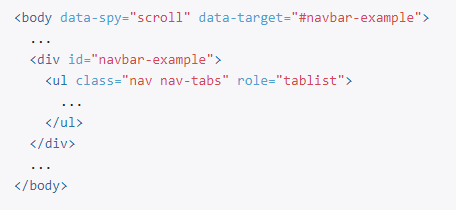 <body data-spy="scroll" data-target="#navbar-example">
  ...
  <div id="navbar-example">
    <ul class="nav nav-tabs" role="tablist">
      ...
    </ul>
  </div>
  ...
</body>